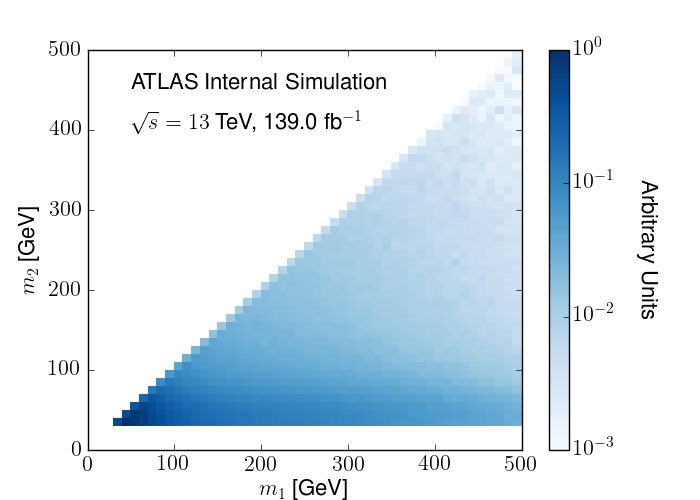 500
400
300
200
100
0
m₂ [GeV]
ATLAS Internal Simulation
√s = 13 TeV, 139.0 fb⁻¹
0 100 200 300 400 500
m₁ [GeV]
10⁰
10⁻¹
10⁻²
10⁻³
Arbitrary Units